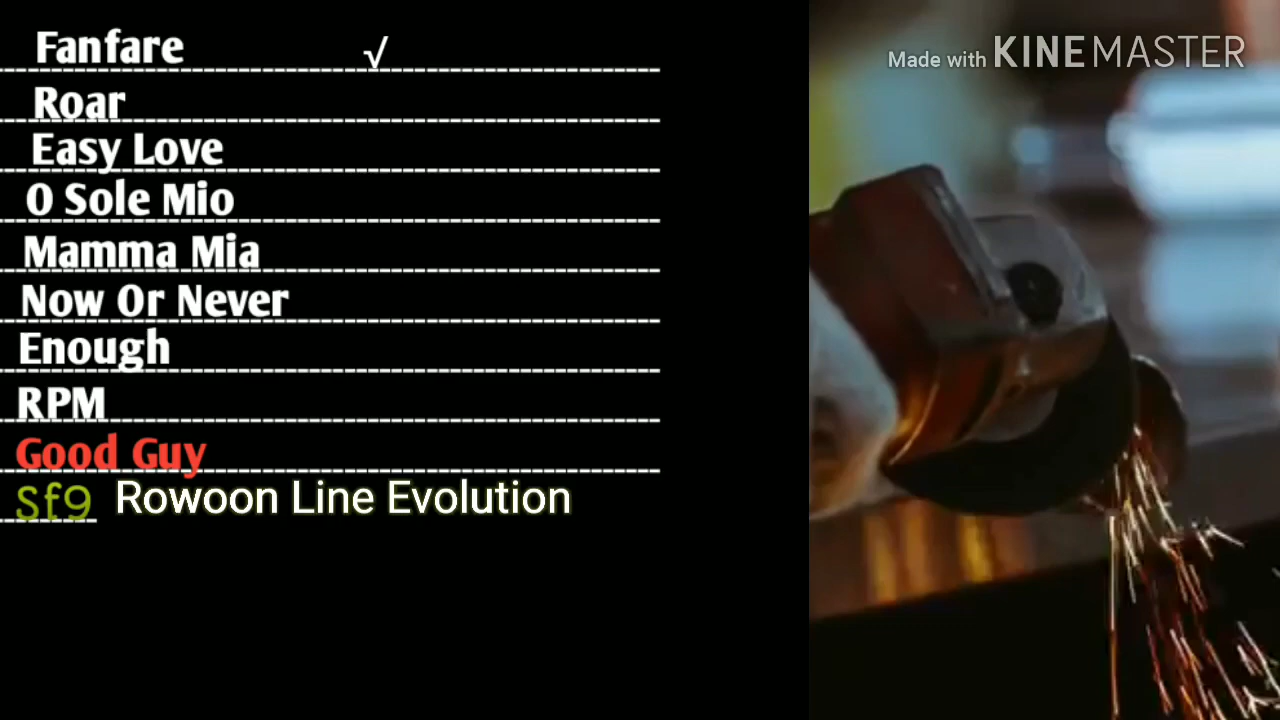 Fanfare √
Made with KINEMASTER
Roar
Easy Love
O Sole Mio
Mamma Mia
Now Or Never
Enough
RPM
Good Guy
Sf9 Rowoon Line Evolution